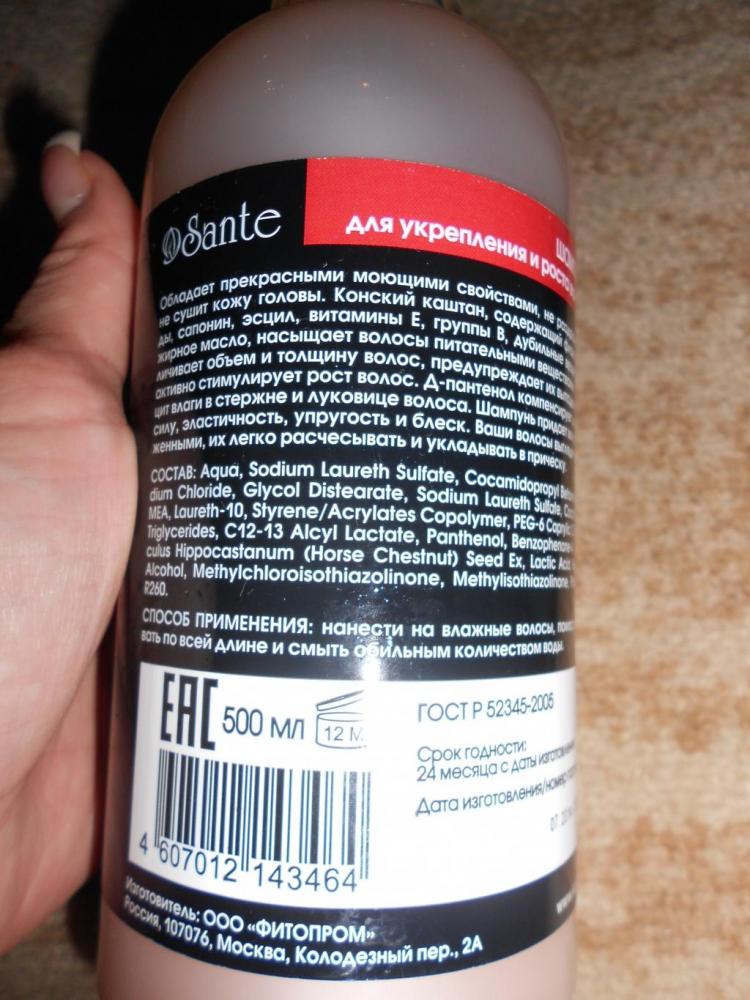 Sante
для укрепления и роста
Обладает прекрасными моющими свойствами, не
не сушит кожу головы. Конский каштан, содержащий
ды, сапонин, эсцил, витамины Е, группы В, дубильные
жирное масло, насыщает волосы питательными
личивает объем и толщину волос, предупреждает их
активно стимулирует рост волос. Д-пантенол компенсирует
цит влаги в стержне и луковице волоса. Шампунь придает
силу, эластичность, упругость и блеск. Ваши волосы
женными, их легко расчесывать и укладывать в прическу.
СОСТАВ: Aqua, Sodium Laureth Sulfate, Cocamidopropyl
dium Chloride, Glycol Distearate, Sodium Laureth Sulfate,
MEA, Laureth-10, Styrene/Acrylates Copolymer, PEG-6
Triglycerides, C12-13 Alcyl Lactate, Panthenol, Benzophenone-
culus Hippocastanum (Horse Chestnut) Seed Ex, Lactic Acid
Alcohol, Methylchloroisothiazolinone, Methylisothiazolinone,
R260.
СПОСОБ ПРИМЕНЕНИЯ: нанести на влажные волосы,
вать по всей длине и смыть обильным количеством воды.
EAC 500 мл 12 М
ГОСТ Р 52345-2005
Срок годности:
24 месяца с даты
Дата изготовления/номер
07
4 607012 143464
Изготовитель: ООО «ФИТОПРОМ»
Россия, 107076, Москва, Колодезный пер., 2А